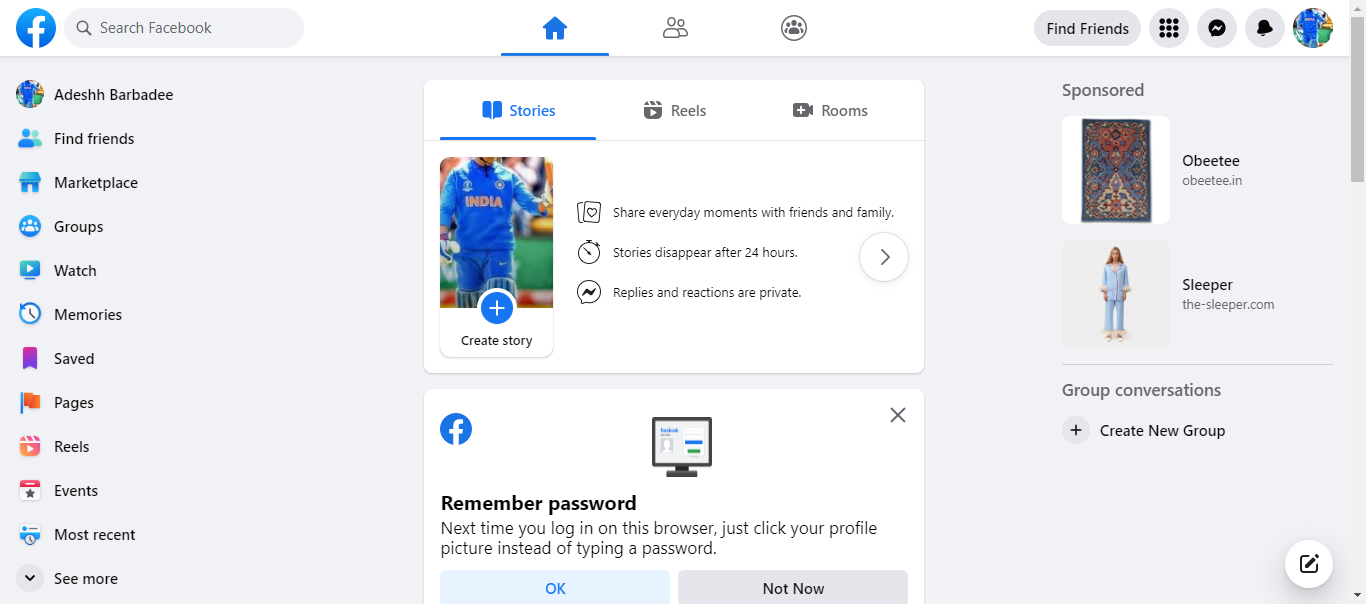 Search Facebook
Find Friends
Adeshh Barbadee
Find friends
Marketplace
Groups
Watch
Memories
Saved
Pages
Reels
Events
Most recent
See more
Stories
Reels
Rooms
INDIA
Create story
Share everyday moments with friends and family.
Stories disappear after 24 hours.
Replies and reactions are private.
facebook
Remember password
Next time you log in on this browser, just click your profile
picture instead of typing a password.
OK
Not Now
Sponsored
Obeetee
obeetee.in
Sleeper
the-sleeper.com
Group conversations
Create New Group